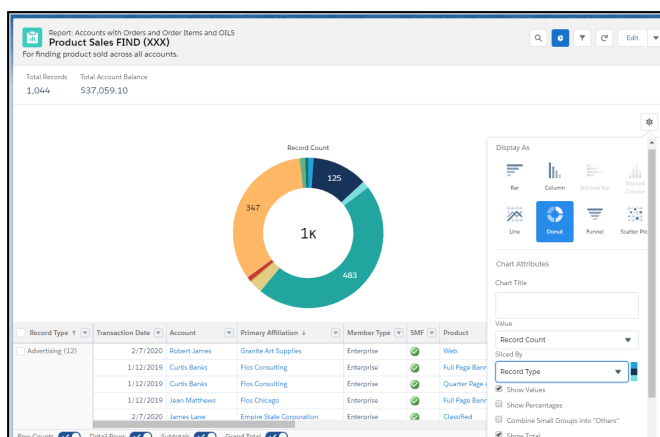 Report: Accounts with Orders and Order Items and OILS
Product Sales FIND (XXX)
For finding product sold across all accounts.
Edit
Total Records Total Account Balance
1,044 $37,059.10
Record Count
125
347
1K
483
Display As
Bar Column Stacked Bar Stacked Column
Line Donut Funnel Scatter Plo
Chart Attributes
Chart Title
Value
Record Count
Sliced By
Record Type
Show Values
Show Percentages
Combine Small Groups into "Others"
Show Total
Record Type ↑ Transaction Date Account Primary Affiliation ↓ Member Type SMF Product
Advertising (12) 2/7/2020 Robert James Granite Art Supplies Enterprise Web
1/12/2019 Curtis Banks Flos Consulting Enterprise Full Page Bann
1/12/2019 Curtis Banks Flos Consulting Enterprise Quarter Page A
1/12/2019 Jean Matthews Flos Chicago Enterprise Full Page Bann
2/7/2020 James Lane Empire State Corporation Enterprise Classified
Row Counts Detail Rows Subtotals Grand Total